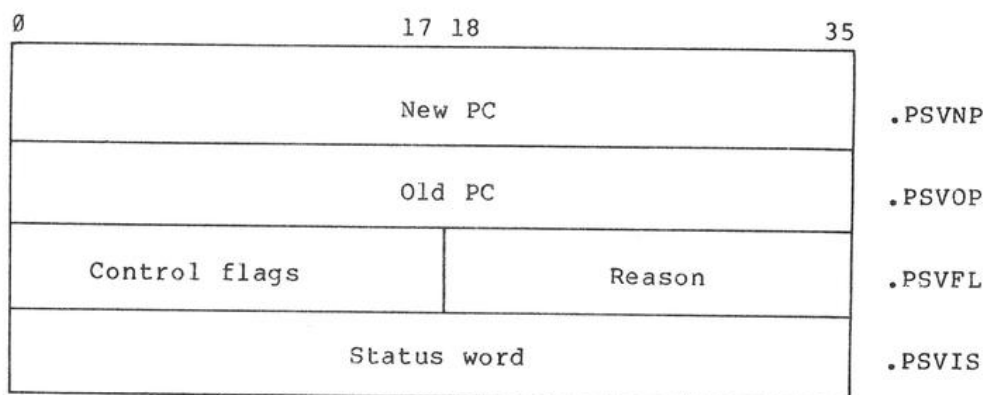 Ø 17 18 35
New PC .PSVNP
Old PC .PSVOP
Control flags Reason .PSVFL
Status word .PSVIS